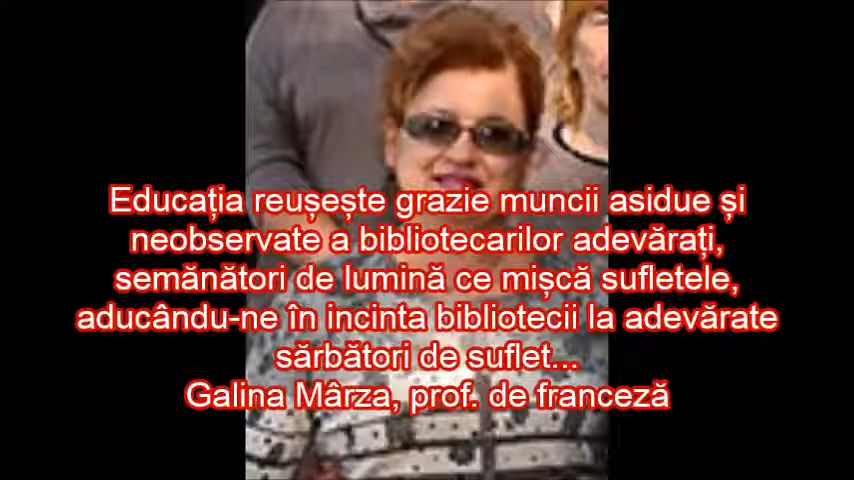 Educația reușește grazie muncii asidue și
neobservate a bibliotecarilor adevărați,
semănători de lumină ce mișcă sufletele,
aducându-ne în incinta bibliotecii la adevărate
sărbători de suflet...
Galina Mârza, prof. de franceză